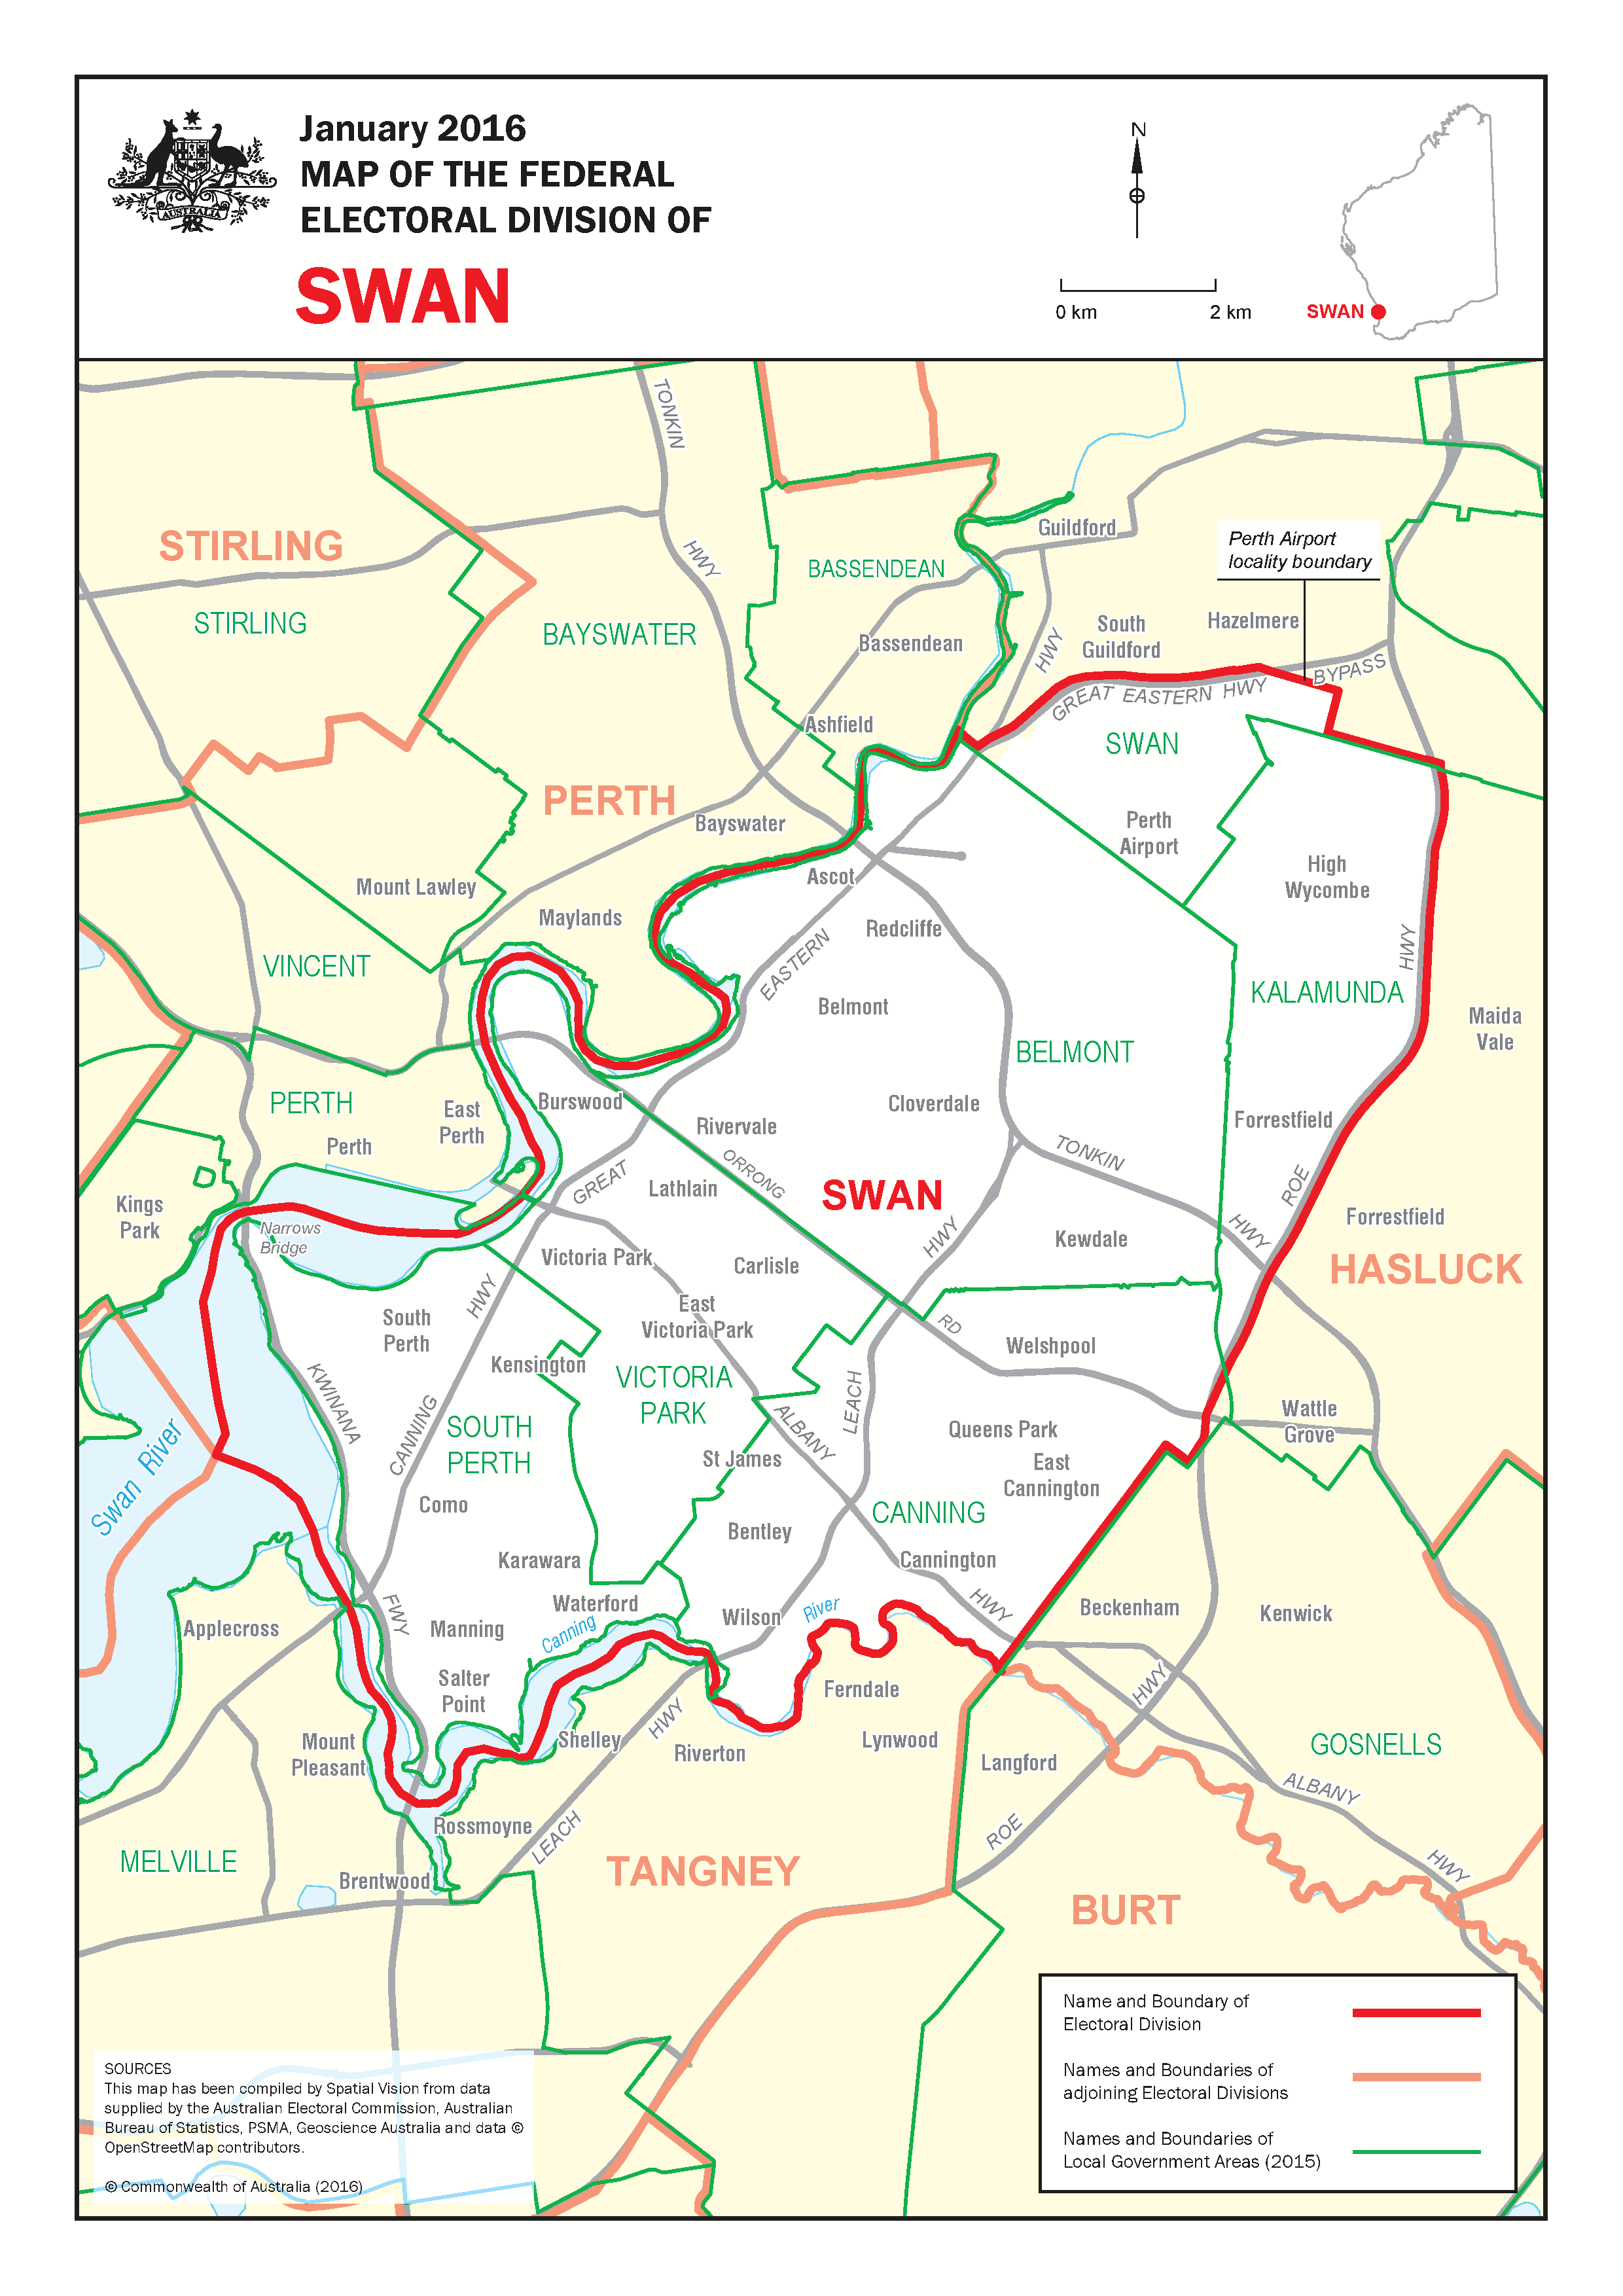 January 2016
MAP OF THE FEDERAL
ELECTORAL DIVISION OF
SWAN
AUSTRALIA
N
0 km
2 km
SWAN
TONKIN
HWY
Guildford
Perth Airport
locality boundary
STIRLING
STIRLING
BAYSWATER
BASSENDEAN
Bassendean
HWY
South
Guildford
Hazelmere
BYPASS
GREAT EASTERN HWY
Ashfield
SWAN
PERTH
Bayswater
Perth
Airport
High
Wycombe
Ascot
Mount Lawley
Maylands
Redcliffe
EASTERN
HWY
VINCENT
Belmont
KALAMUNDA
Maida
Vale
BELMONT
PERTH
East
Perth
Perth
Burswood
Cloverdale
Rivervale
Forrestfield
ORRONG
TONKIN
GREAT
Lathlain
SWAN
ROE
Kings
Park
Narrows
Bridge
Forrestfield
HWY
HWY
Kewdale
HASLUCK
Victoria Park
Carlisle
HWY
South
Perth
East
Victoria Park
RD
Welshpool
Kensington
VICTORIA
PARK
KWINANA
CANNING
LEACH
ALBANY
Wattle
Grove
SOUTH
PERTH
Queens Park
Swan River
St James
East
Cannington
Como
CANNING
Bentley
Karawara
Cannington
Waterford
Canning
River
Wilson
HWY
Beckenham
Kenwick
FWY
Applecross
Manning
Salter
Point
Ferndale
HWY
HWY
Mount
Pleasant
Shelley
Riverton
Lynwood
Langford
GOSNELLS
ALBANY
Rossmoyne
LEACH
ROE
HWY
MELVILLE
Brentwood
TANGNEY
BURT
Name and Boundary of
Electoral Division
Names and Boundaries of
adjoining Electoral Divisions
Names and Boundaries of
Local Government Areas (2015)
SOURCES
This map has been compiled by Spatial Vision from data
supplied by the Australian Electoral Commission, Australian
Bureau of Statistics, PSMA, Geoscience Australia and data ©
OpenStreetMap contributors.
© Commonwealth of Australia (2016)